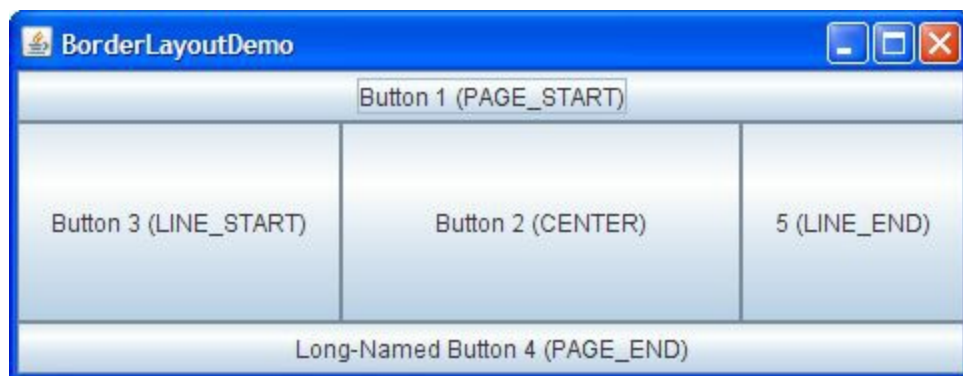 BorderLayoutDemo
Button 1 (PAGE_START)
Button 3 (LINE_START)
Button 2 (CENTER)
5 (LINE_END)
Long-Named Button 4 (PAGE_END)